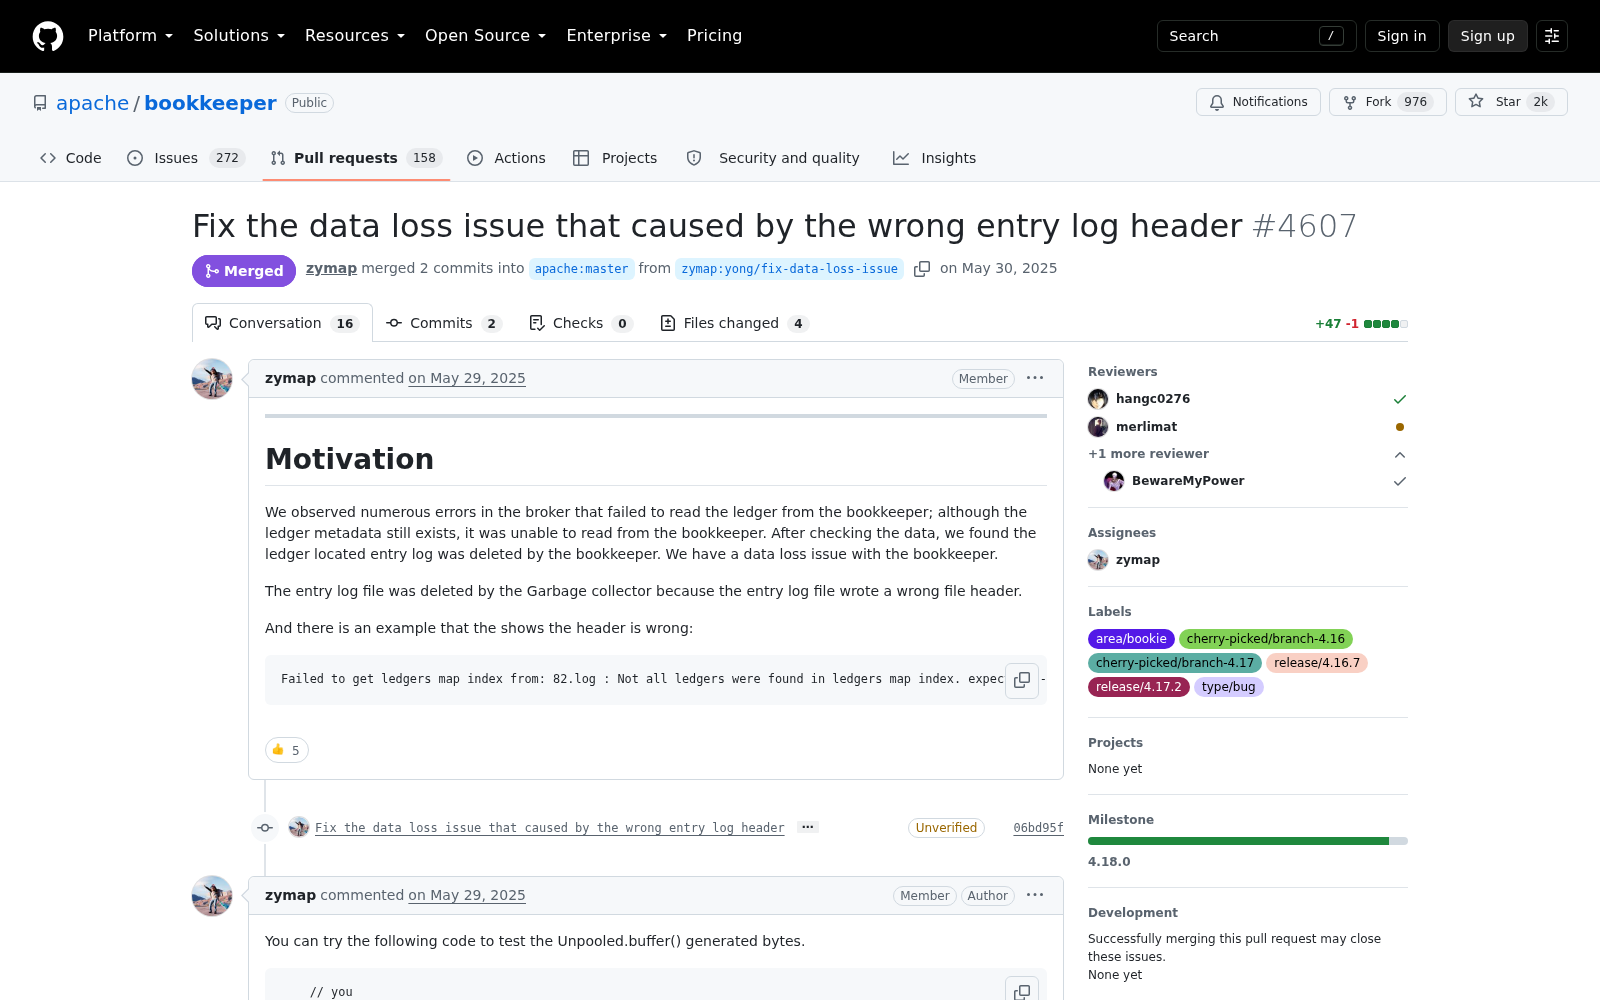 Platform
Solutions
Resources
Open Source
Enterprise
Pricing
Search /
Sign in
Sign up
apache / bookkeeper Public
Notifications
Fork 976
Star 2k
Code
Issues 272
Pull requests 158
Actions
Projects
Security and quality
Insights
Fix the data loss issue that caused by the wrong entry log header #4607
Merged zymap merged 2 commits into apache:master from zymap:yong/fix-data-loss-issue on May 30, 2025
Conversation 16
Commits 2
Checks 0
Files changed 4
+47 -1
zymap commented on May 29, 2025 Member
Motivation
We observed numerous errors in the broker that failed to read the ledger from the bookkeeper; although the
ledger metadata still exists, it was unable to read from the bookkeeper. After checking the data, we found the
ledger located entry log was deleted by the bookkeeper. We have a data loss issue with the bookkeeper.
The entry log file was deleted by the Garbage collector because the entry log file wrote a wrong file header.
And there is an example that the shows the header is wrong:
Failed to get ledgers map index from: 82.log : Not all ledgers were found in ledgers map index. expec -
👍 5
Fix the data loss issue that caused by the wrong entry log header ... Unverified 06bd95f
zymap commented on May 29, 2025 Member Author
You can try the following code to test the Unpooled.buffer() generated bytes.
// you
Reviewers
hangc0276
merlimat
+1 more reviewer
BewareMyPower
Assignees
zymap
Labels
area/bookie cherry-picked/branch-4.16
cherry-picked/branch-4.17 release/4.16.7
release/4.17.2 type/bug
Projects
None yet
Milestone
4.18.0
Development
Successfully merging this pull request may close
these issues.
None yet